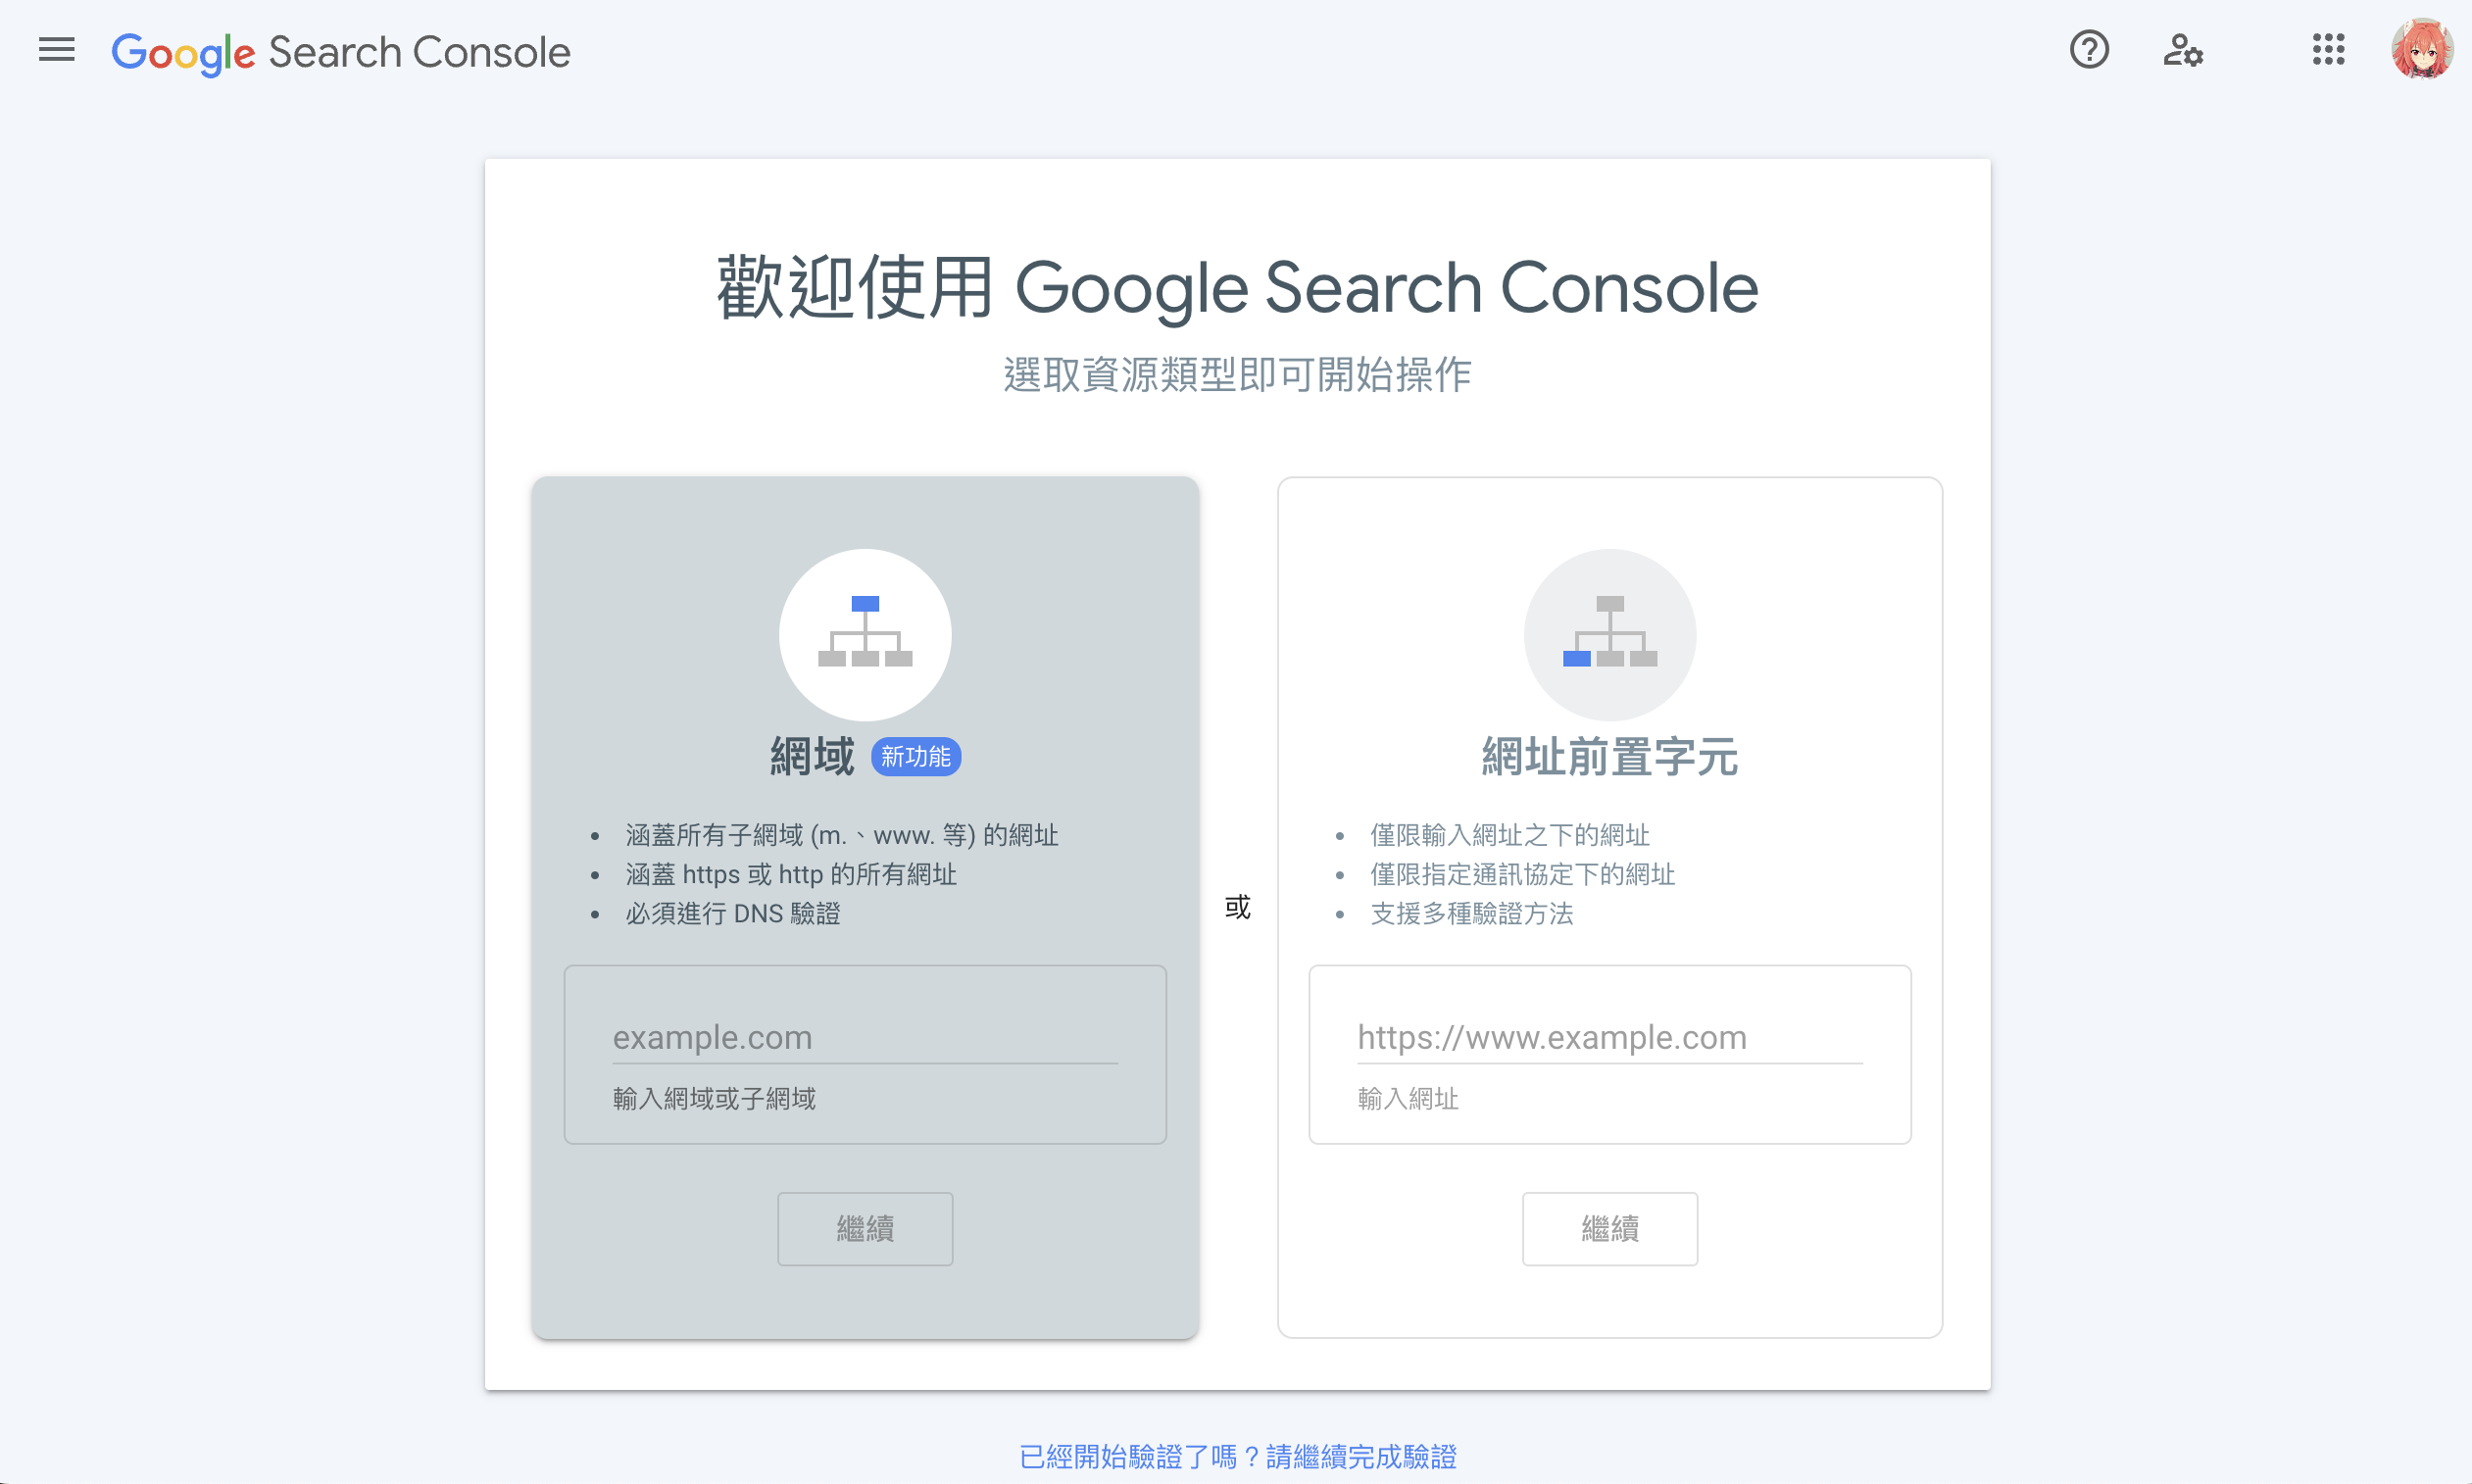 Google Search Console
歡迎使用 Google Search Console
選取資源類型即可開始操作
網域 新功能
涵蓋所有子網域 (m.、www. 等) 的網址
涵蓋 https 或 http 的所有網址
必須進行 DNS 驗證
example.com
輸入網域或子網域
繼續
或
網址前置字元
僅限輸入網址之下的網址
僅限指定通訊協定下的網址
支援多種驗證方法
https://www.example.com
輸入網址
繼續
已經開始驗證了嗎？請繼續完成驗證